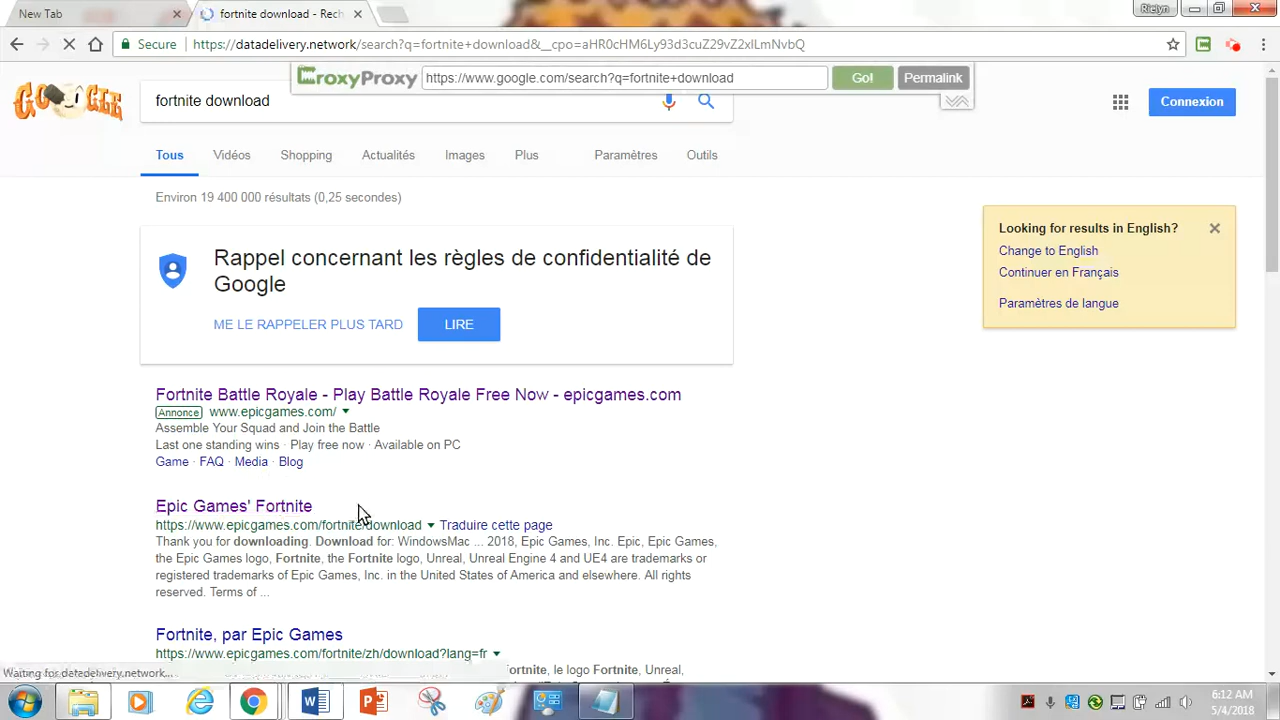 New Tab
fortnite download - Rech
Rielyn
Secure
https://datadelivery.network/search?q=fortnite+download&__cpo=aHR0cHM6Ly93d3cuZ29vZ2xlLmNvbQ
CroxyProxy
https://www.google.com/search?q=fortnite+download
Go!
Permalink
fortnite download
Connexion
Tous
Vidéos
Shopping
Actualités
Images
Plus
Paramètres
Outils
Environ 19 400 000 résultats (0,25 secondes)
Looking for results in English?
Change to English
Continuer en Français
Paramètres de langue
Rappel concernant les règles de confidentialité de
Google
ME LE RAPPELER PLUS TARD
LIRE
Fortnite Battle Royale - Play Battle Royale Free Now - epicgames.com
Annonce www.epicgames.com/
Assemble Your Squad and Join the Battle
Last one standing wins · Play free now · Available on PC
Game · FAQ · Media · Blog
Epic Games' Fortnite
https://www.epicgames.com/fortnite/download Traduire cette page
Thank you for downloading. Download for: WindowsMac ... 2018, Epic Games, Inc. Epic, Epic Games,
the Epic Games logo, Fortnite, the Fortnite logo, Unreal, Unreal Engine 4 and UE4 are trademarks or
registered trademarks of Epic Games, Inc. in the United States of America and elsewhere. All rights
reserved. Terms of ...
Fortnite, par Epic Games
https://www.epicgames.com/fortnite/zh/download?lang=fr
Fortnite, le logo Fortnite, Unreal,
Waiting for datadelivery.network...
6:12 AM
5/4/2018